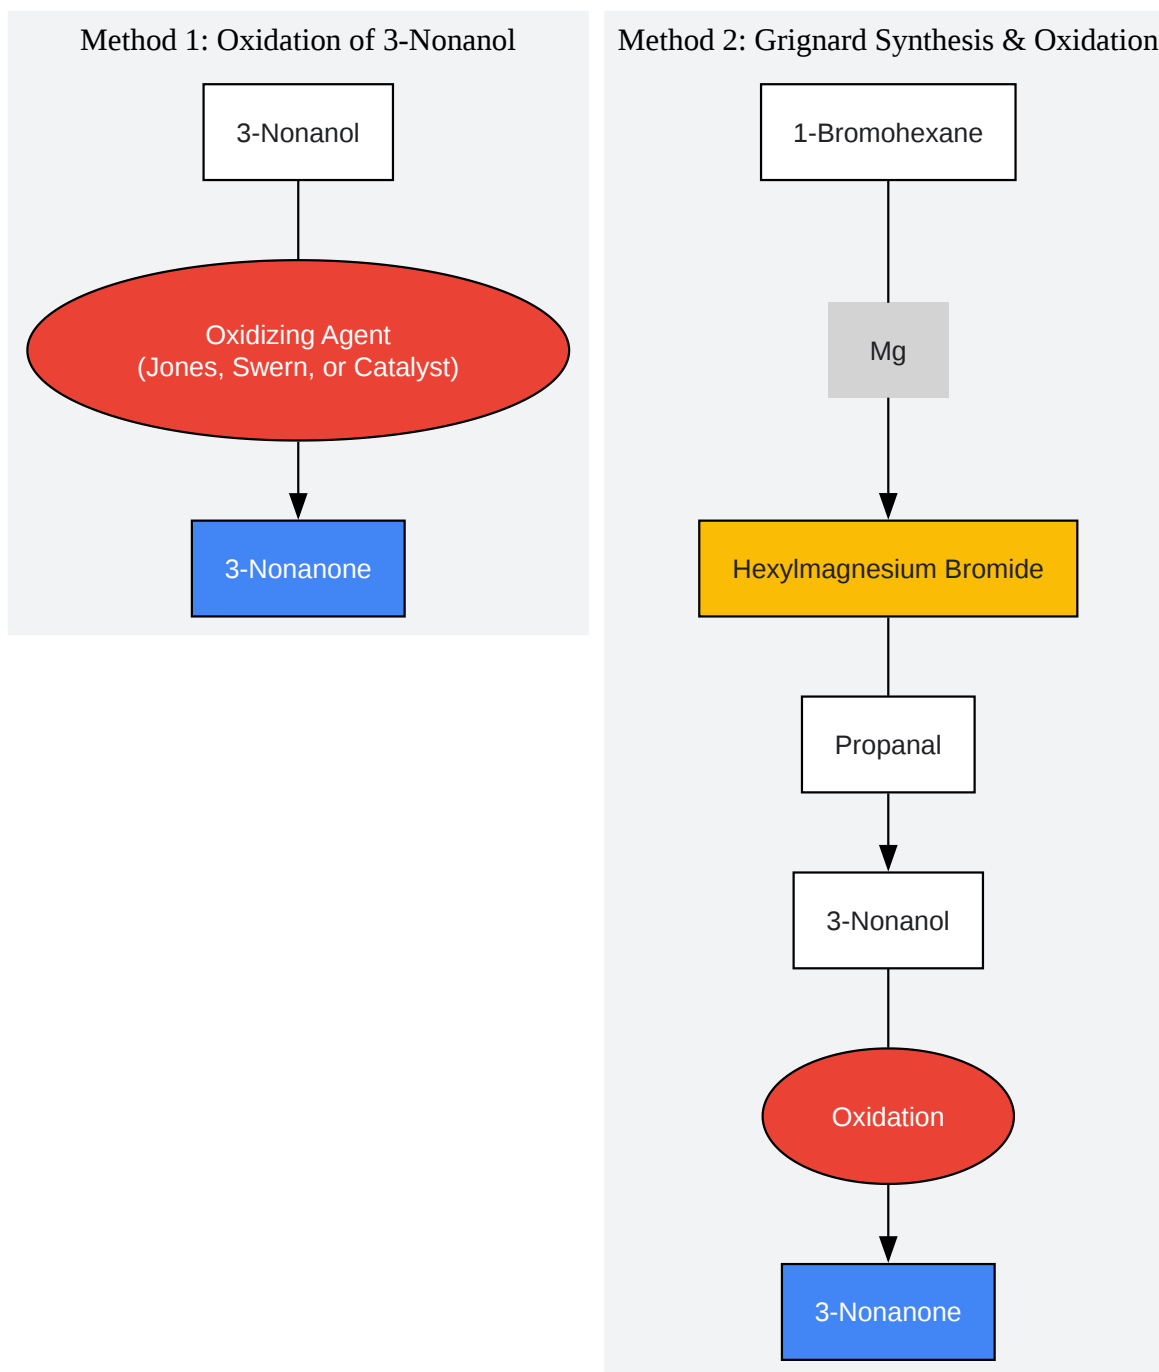 Method 1: Oxidation of 3-Nonanol
3-Nonanol
Oxidizing Agent
(Jones, Swern, or Catalyst)
3-Nonanone
Method 2: Grignard Synthesis & Oxidation
1-Bromohexane
Mg
Hexylmagnesium Bromide
Propanal
3-Nonanol
Oxidation
3-Nonanone